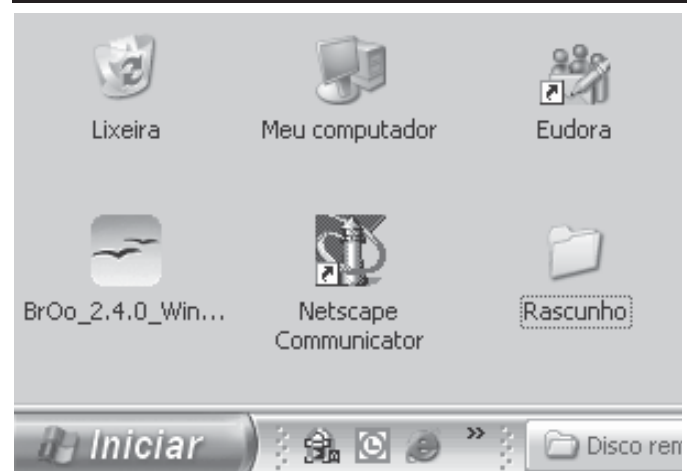 Lixeira
Meu computador
Eudora
BrOo_2.4.0_Win...
Netscape
Communicator
Rascunho
Iniciar
»
Disco rem